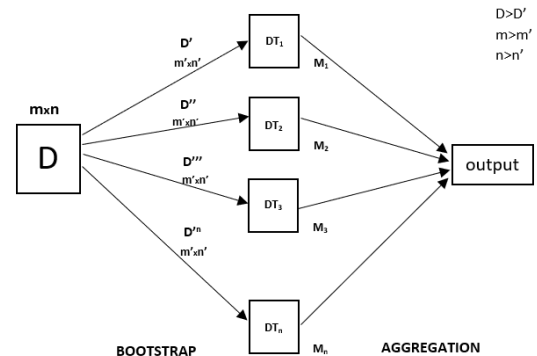 D>D'
m>m'
n>n'
D'
m'xn'
DT1
M1
mxn
D
D''
m'xn'
DT2
M2
D'''
m'xn'
DT3
M3
output
D'n
m'xn'
DTn
Mn
BOOTSTRAP
AGGREGATION